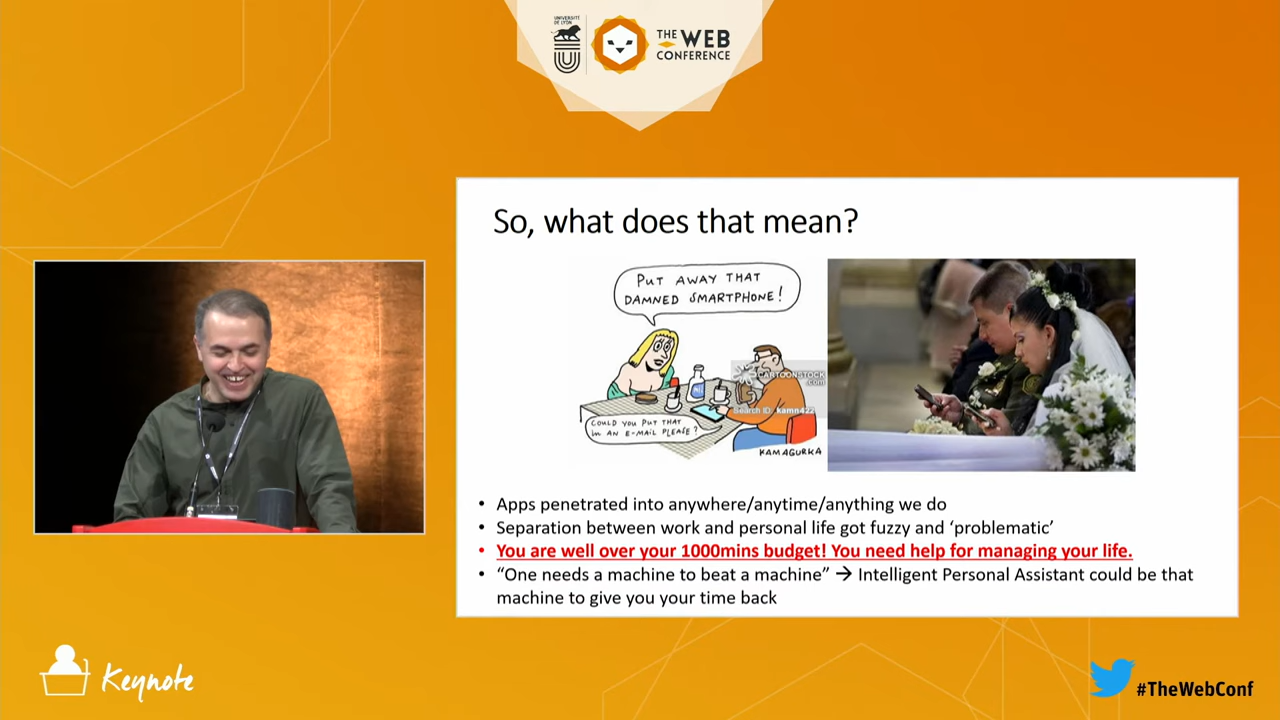 UNIVERSITÉ
DE LYON
THE WEB
CONFERENCE
So, what does that mean?
PUT AWAY THAT
DAMNED SMARTPHONE!
CARTOONSTOCK
.com
Search ID: kamn422
COULD YOU PUT THAT
IN AN E-MAIL PLEASE?
KAMAGURKA
• Apps penetrated into anywhere/anytime/anything we do
• Separation between work and personal life got fuzzy and ‘problematic’
• You are well over your 1000mins budget! You need help for managing your life.
• “One needs a machine to beat a machine” → Intelligent Personal Assistant could be that
machine to give you your time back
Keynote
#TheWebConf